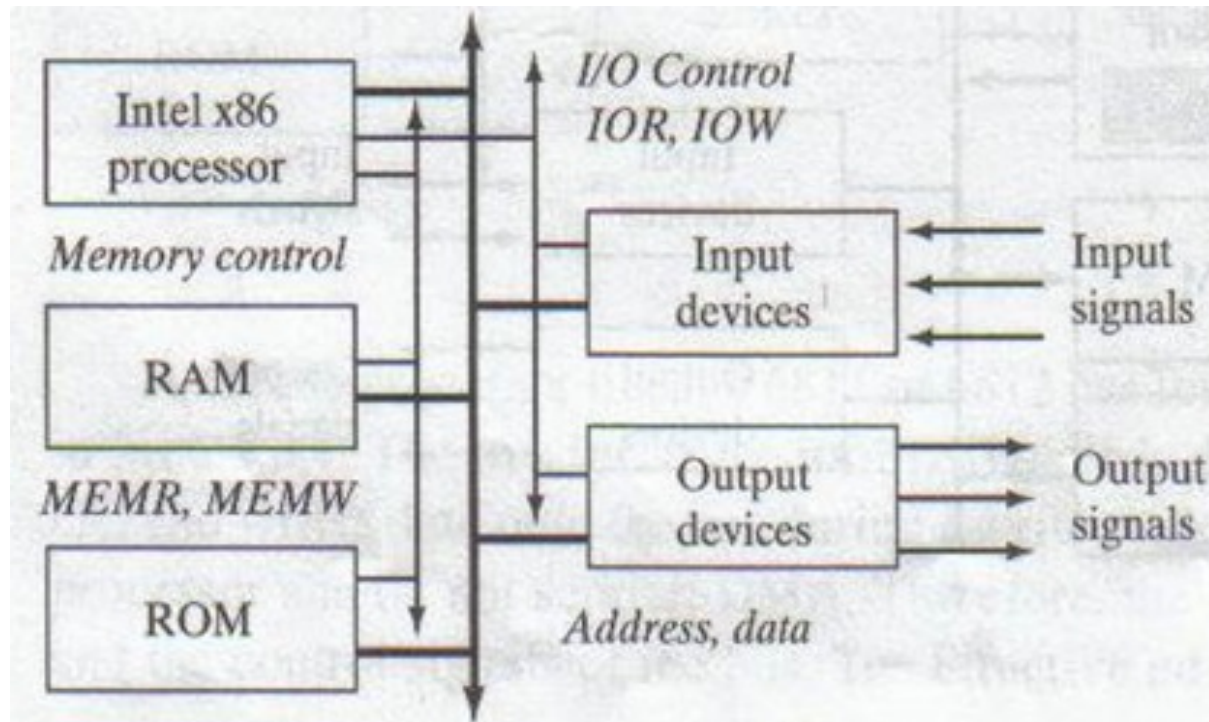 Intel x86
processor
I/O Control
IOR, IOW
Memory control
Input
devices
Input
signals
RAM
MEMR, MEMW
Output
devices
Output
signals
ROM
Address, data